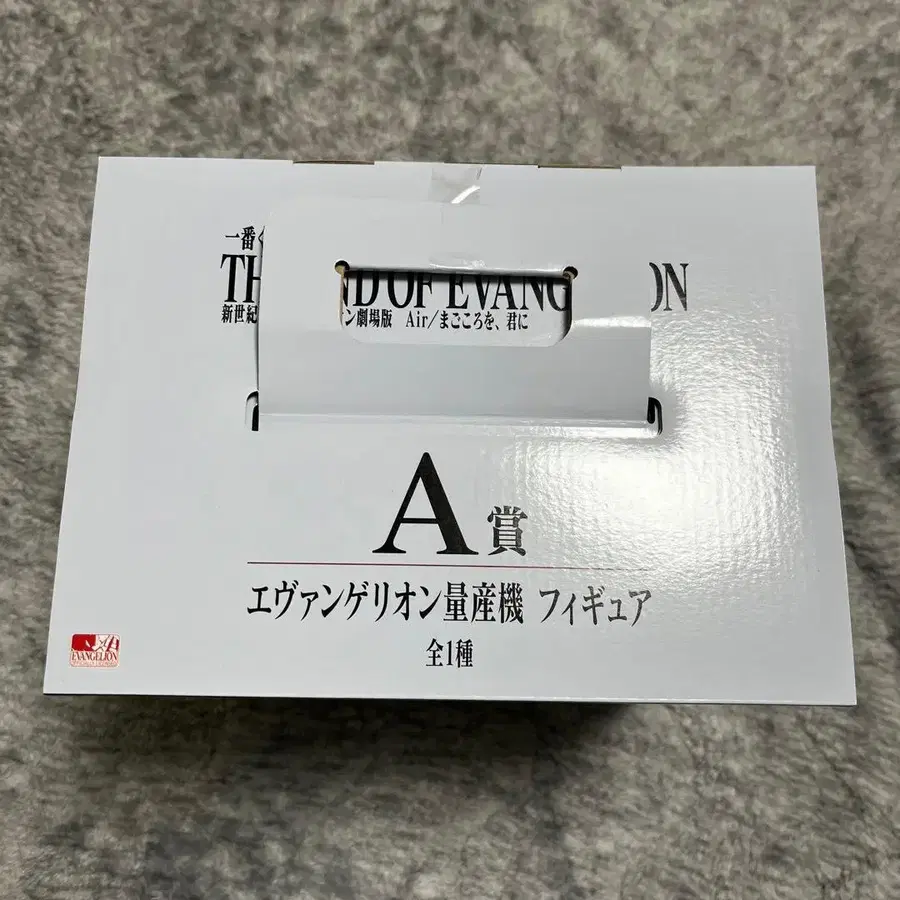 一番
TH ND OF EVANG ON
新世紀 ン劇場版 Air/まごころを、君に
A賞
エヴァンゲリオン量産機 フィギュア
全1種
EVANGELION